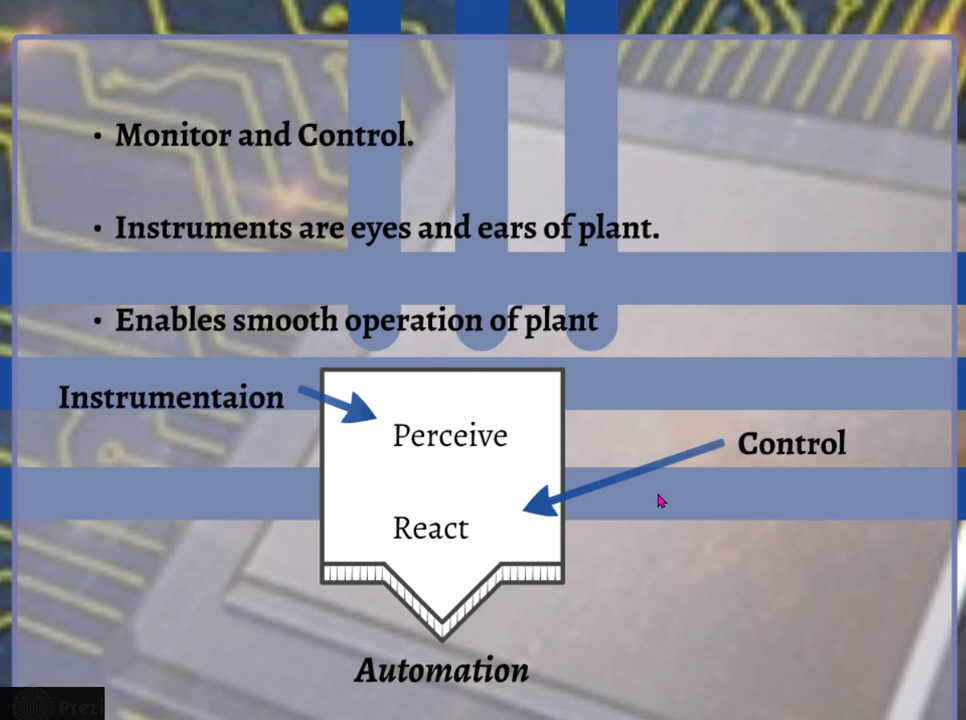 • Monitor and Control.
• Instruments are eyes and ears of plant.
• Enables smooth operation of plant
Instrumentaion
Perceive
Control
React
Automation
Prezi